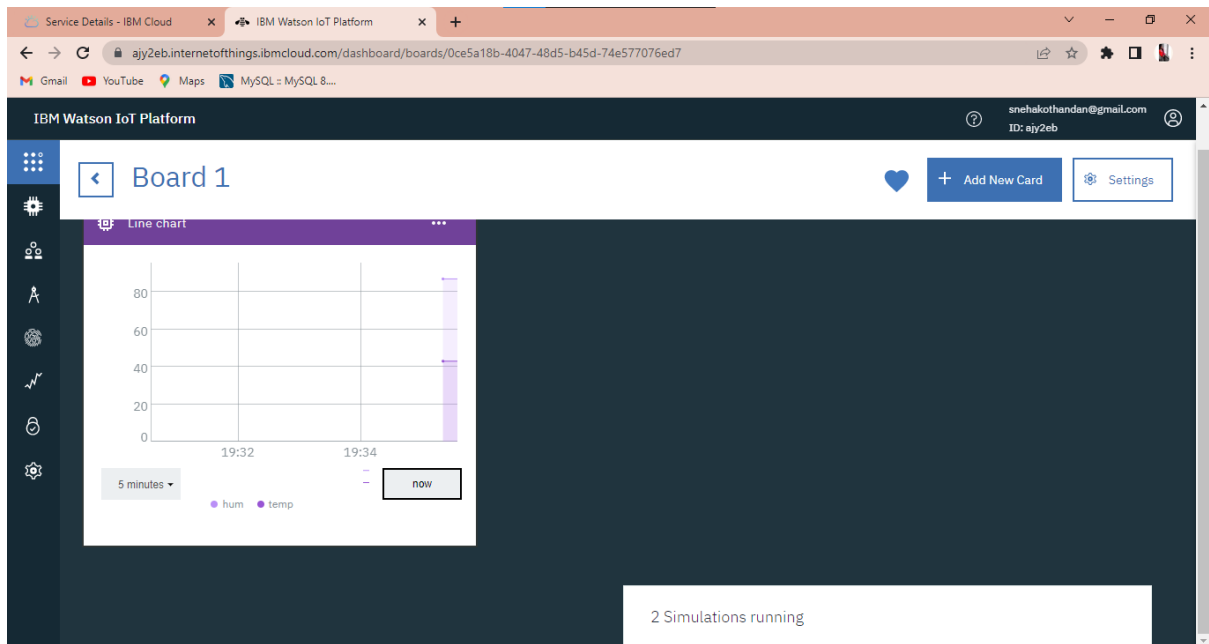 Service Details - IBM Cloud
IBM Watson IoT Platform
ajy2eb.internetofthings.ibmcloud.com/dashboard/boards/0ce5a18b-4047-48d5-b45d-74e577076ed7
Gmail YouTube Maps MySQL :: MySQL 8....
IBM Watson IoT Platform
snehakothandan@gmail.com
ID: ajy2eb
Board 1
+ Add New Card
Settings
Line chart
80
60
40
20
0
19:32 19:34
5 minutes
now
hum temp
2 Simulations running